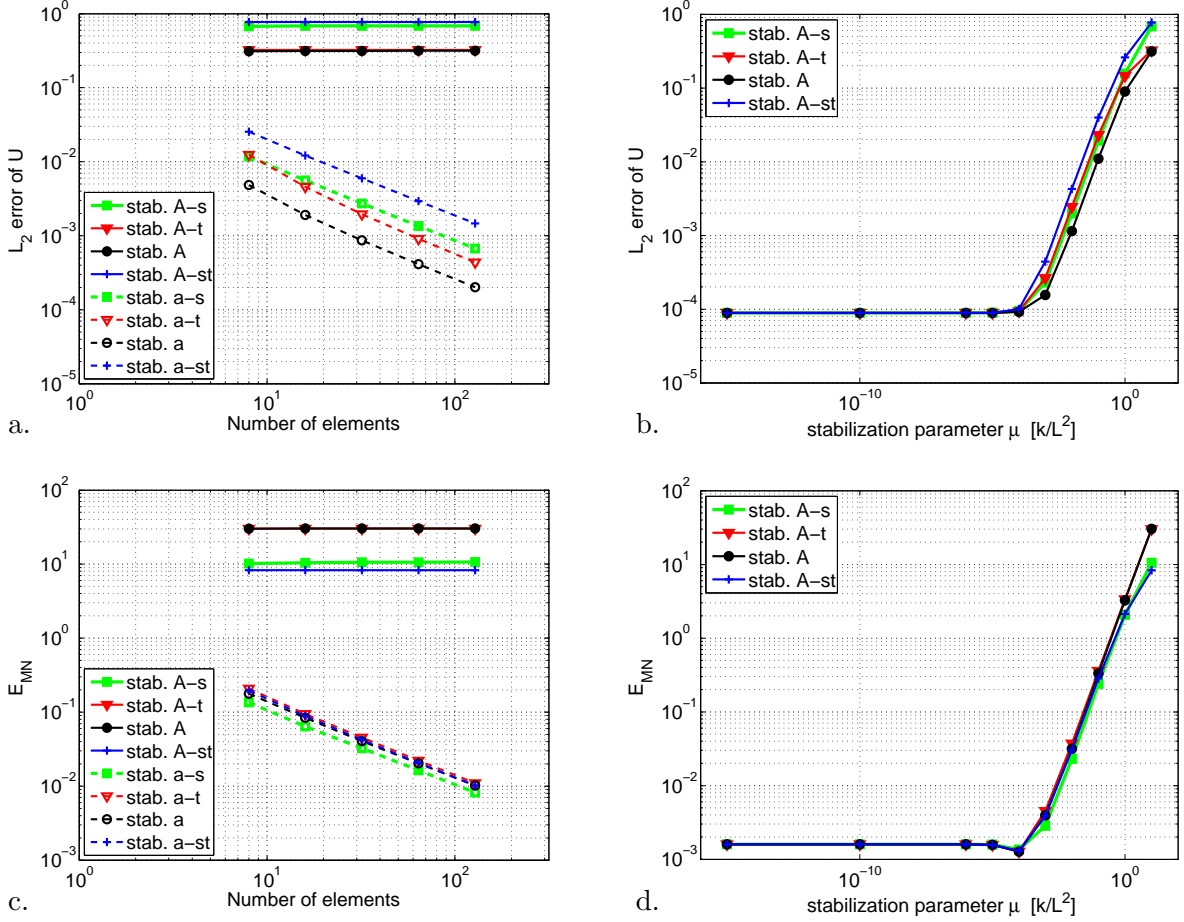 10^0
10^−1
10^−2
10^−3
10^−4
10^−5
L_2 error of U
stab. A−s
stab. A−t
stab. A
stab. A−st
stab. a−s
stab. a−t
stab. a
stab. a−st
10^0
10^1
10^2
Number of elements
a.
10^0
10^−1
10^−2
10^−3
10^−4
10^−5
L_2 error of U
stab. A−s
stab. A−t
stab. A
stab. A−st
10^−10
10^0
stabilization parameter μ [k/L^2]
b.
10^2
10^1
10^0
10^−1
10^−2
10^−3
E_MN
stab. A−s
stab. A−t
stab. A
stab. A−st
stab. a−s
stab. a−t
stab. a
stab. a−st
10^0
10^1
10^2
Number of elements
c.
10^2
10^1
10^0
10^−1
10^−2
10^−3
E_MN
stab. A−s
stab. A−t
stab. A
stab. A−st
10^−10
10^0
stabilization parameter μ [k/L^2]
d.